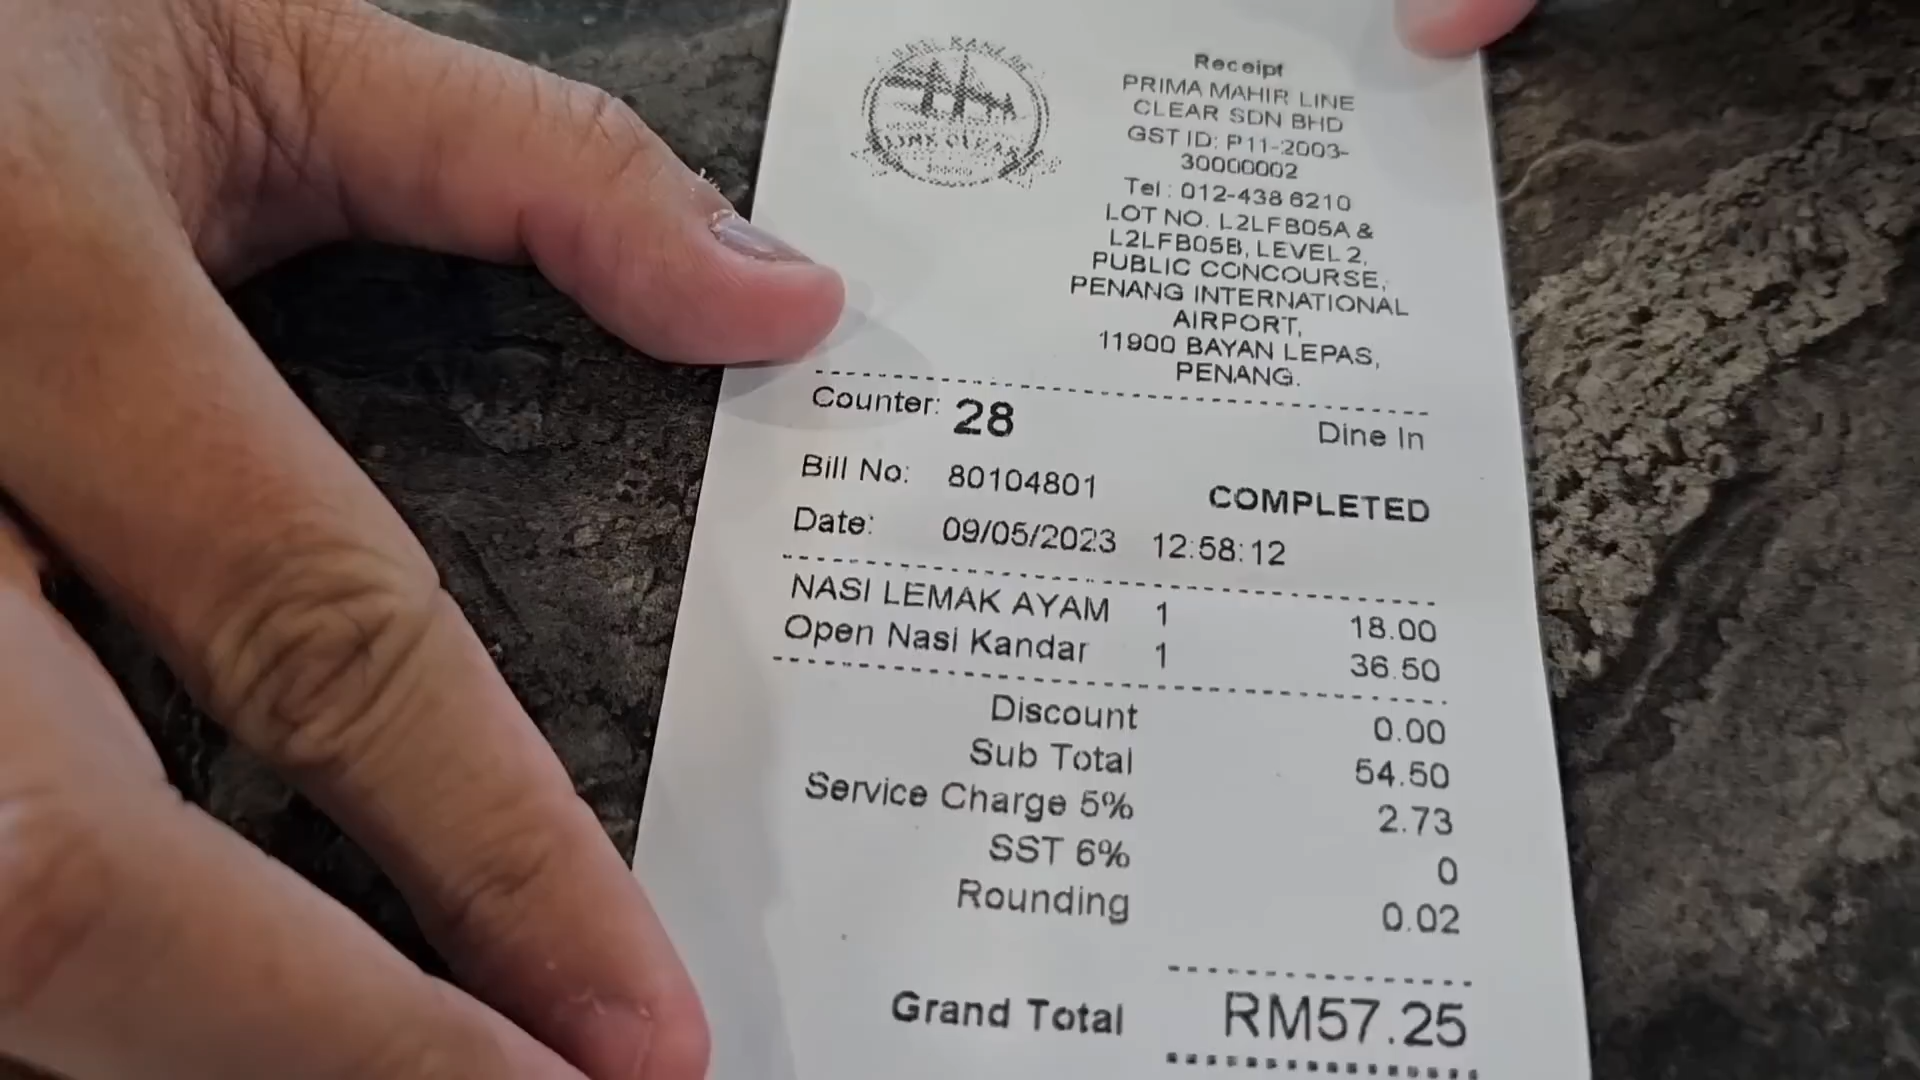 Receipt
PRIMA MAHIR LINE
CLEAR SDN BHD
GST ID: P11-2003-
30000002
Tel : 012-438 6210
LOT NO. L2LFB05A &
L2LFB05B, LEVEL 2,
PUBLIC CONCOURSE,
PENANG INTERNATIONAL
AIRPORT,
11900 BAYAN LEPAS,
PENANG.
Counter: 28 Dine In
Bill No: 80104801 COMPLETED
Date: 09/05/2023 12:58:12
NASI LEMAK AYAM 1 18.00
Open Nasi Kandar 1 36.50
Discount 0.00
Sub Total 54.50
Service Charge 5% 2.73
SST 6% 0
Rounding 0.02
Grand Total RM57.25